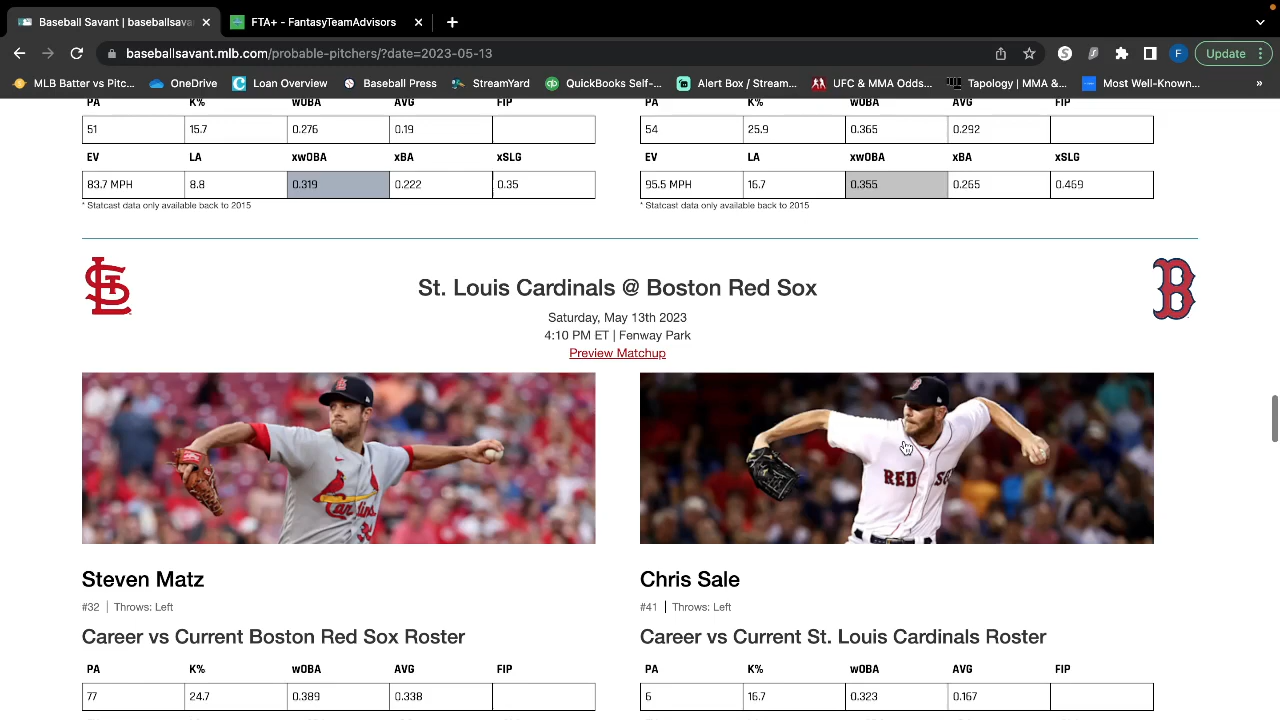 Baseball Savant | baseballsava
FTA+ - FantasyTeamAdvisors
baseballsavant.mlb.com/probable-pitchers/?date=2023-05-13
F
Update
MLB Batter vs Pitc...
OneDrive
Loan Overview
Baseball Press
StreamYard
QuickBooks Self-...
Alert Box / Stream...
UFC & MMA Odds...
Tapology | MMA &...
Most Well-Known...
»
PA K% wOBA AVG FIP
51 15.7 0.276 0.19
EV LA xwOBA xBA xSLG
83.7 MPH 8.8 0.319 0.222 0.35
* Statcast data only available back to 2015
PA K% wOBA AVG FIP
54 25.9 0.365 0.292
EV LA xwOBA xBA xSLG
95.5 MPH 16.7 0.355 0.265 0.469
* Statcast data only available back to 2015
St. Louis Cardinals @ Boston Red Sox
Saturday, May 13th 2023
4:10 PM ET | Fenway Park
Preview Matchup
Cardinals
RED SO
Steven Matz
#32 | Throws: Left
Career vs Current Boston Red Sox Roster
PA K% wOBA AVG FIP
77 24.7 0.389 0.338
Chris Sale
#41 | Throws: Left
Career vs Current St. Louis Cardinals Roster
PA K% wOBA AVG FIP
6 16.7 0.323 0.167